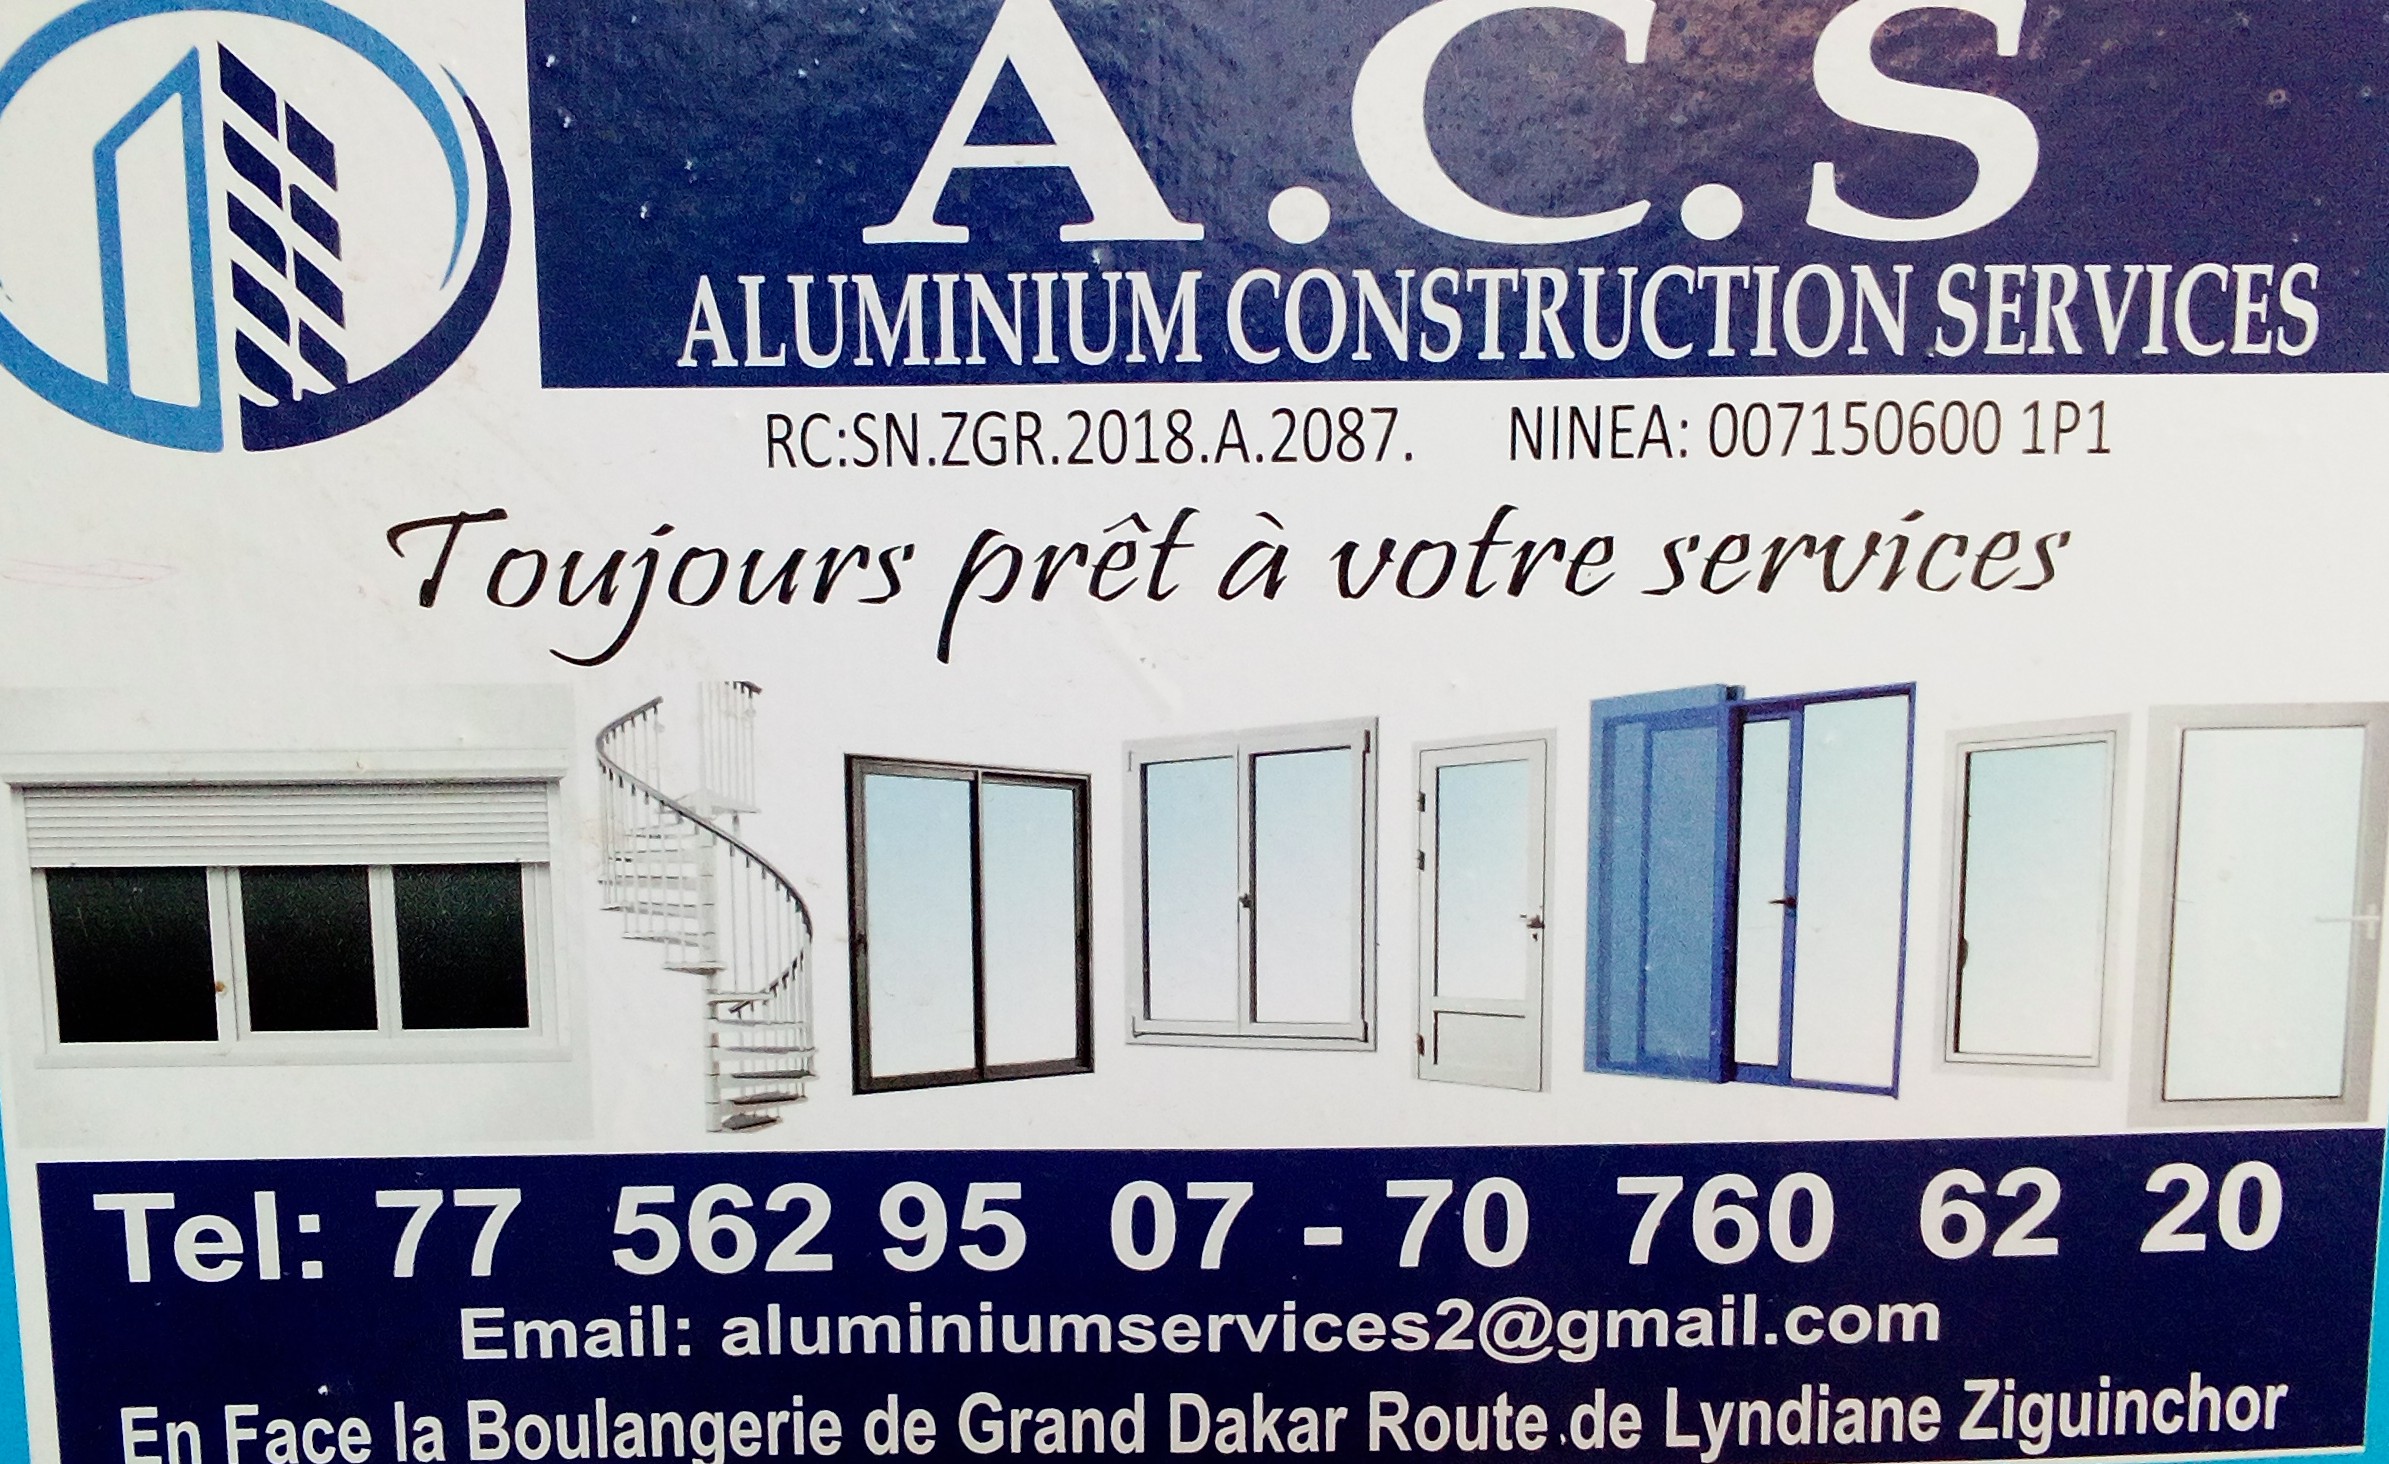 A.C.S
ALUMINIUM CONSTRUCTION SERVICES
RC:SN.ZGR.2018.A.2087. NINEA: 007150600 1P1
Toujours prêt à votre services
Tel: 77 562 95 07 - 70 760 62 20
Email: aluminiumservices2@gmail.com
En Face la Boulangerie de Grand Dakar Route de Lyndiane Ziguinchor